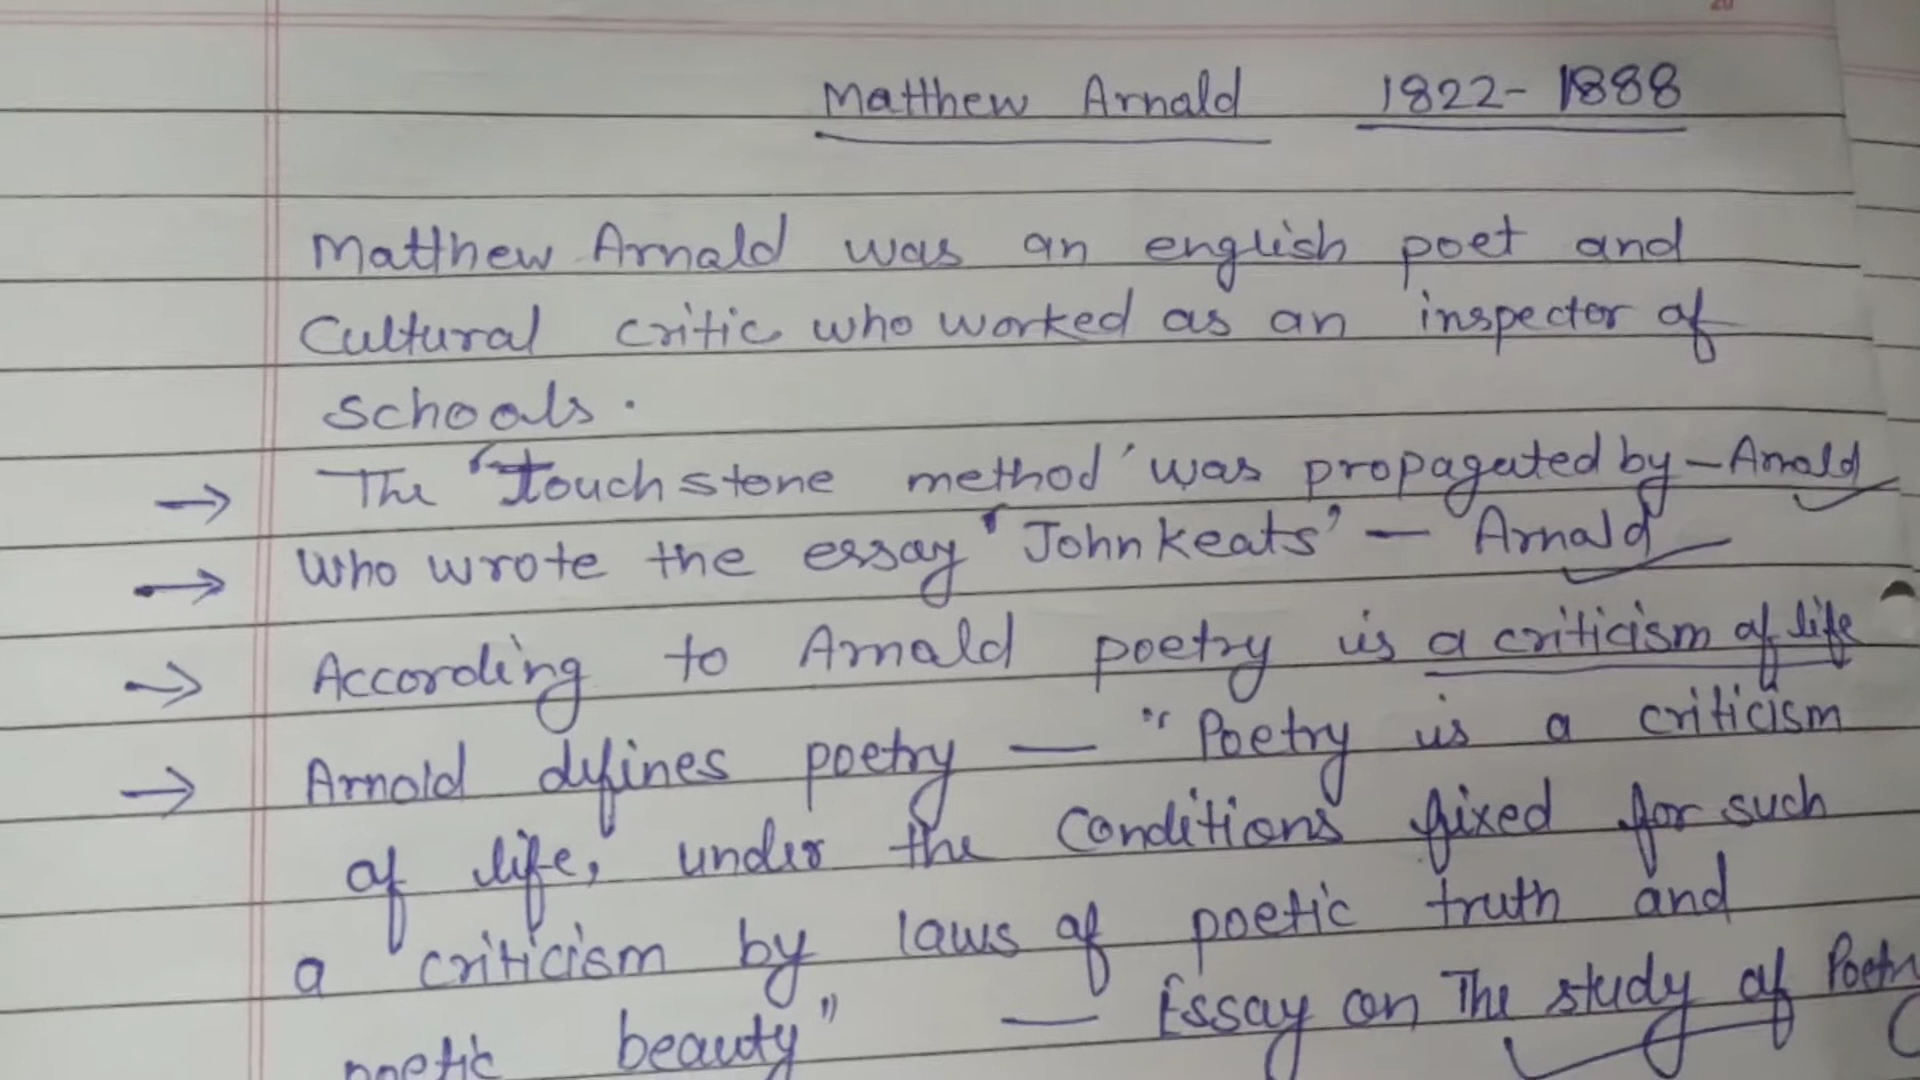 Matthew Arnald 1822-1888
Matthew Arnald was an english poet and
Cultural critic who worked as an inspector of
schools.
→ The 'Touchstone method' was propagated by - Arnald
→ Who wrote the essay 'John keats' - Arnald
→ According to Arnald poetry is a criticism of life
→ Arnold defines poetry - "Poetry is a criticism
of life, under the conditions fixed for such
a criticism by laws of poetic truth and
poetic beauty" - Essay on The study of Poetry